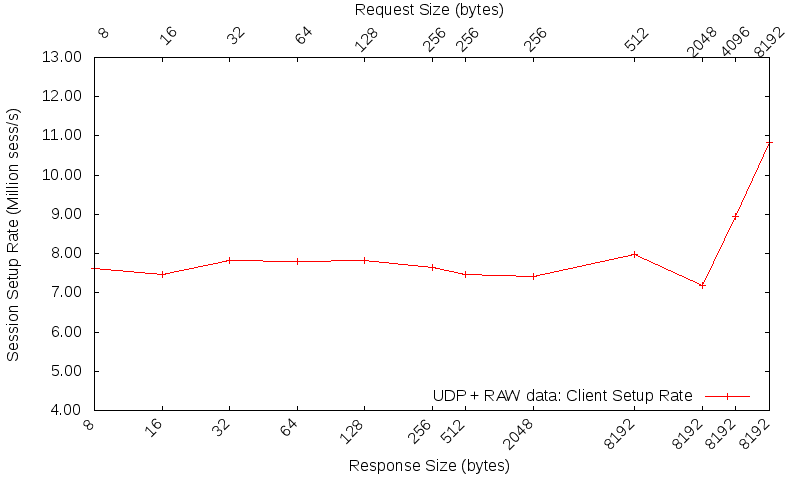 Request Size (bytes)
8 16 32 64 128 256 256 256 512 2048 4096 8192
13.00
12.00
11.00
10.00
9.00
8.00
7.00
6.00
5.00
4.00
Session Setup Rate (Million sess/s)
UDP + RAW data: Client Setup Rate
8 16 32 64 128 256 512 2048 8192 8192 8192 8192
Response Size (bytes)